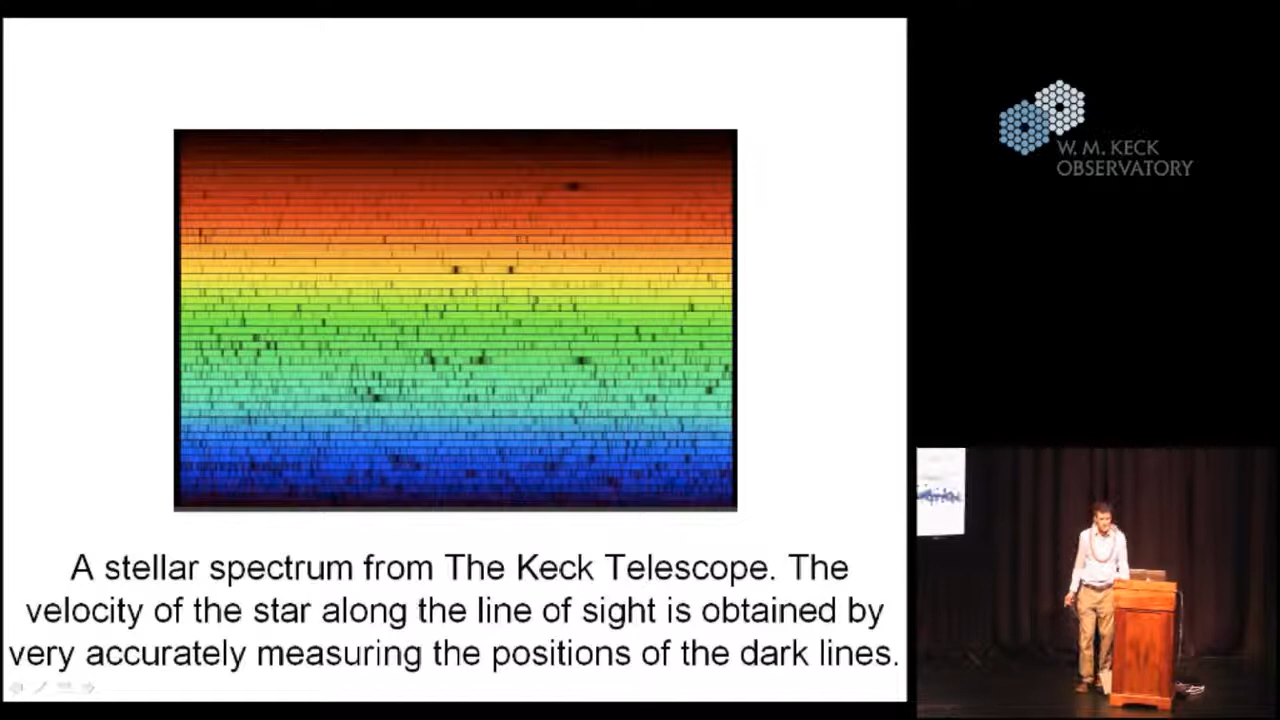 W. M. KECK
OBSERVATORY
A stellar spectrum from The Keck Telescope. The
velocity of the star along the line of sight is obtained by
very accurately measuring the positions of the dark lines.